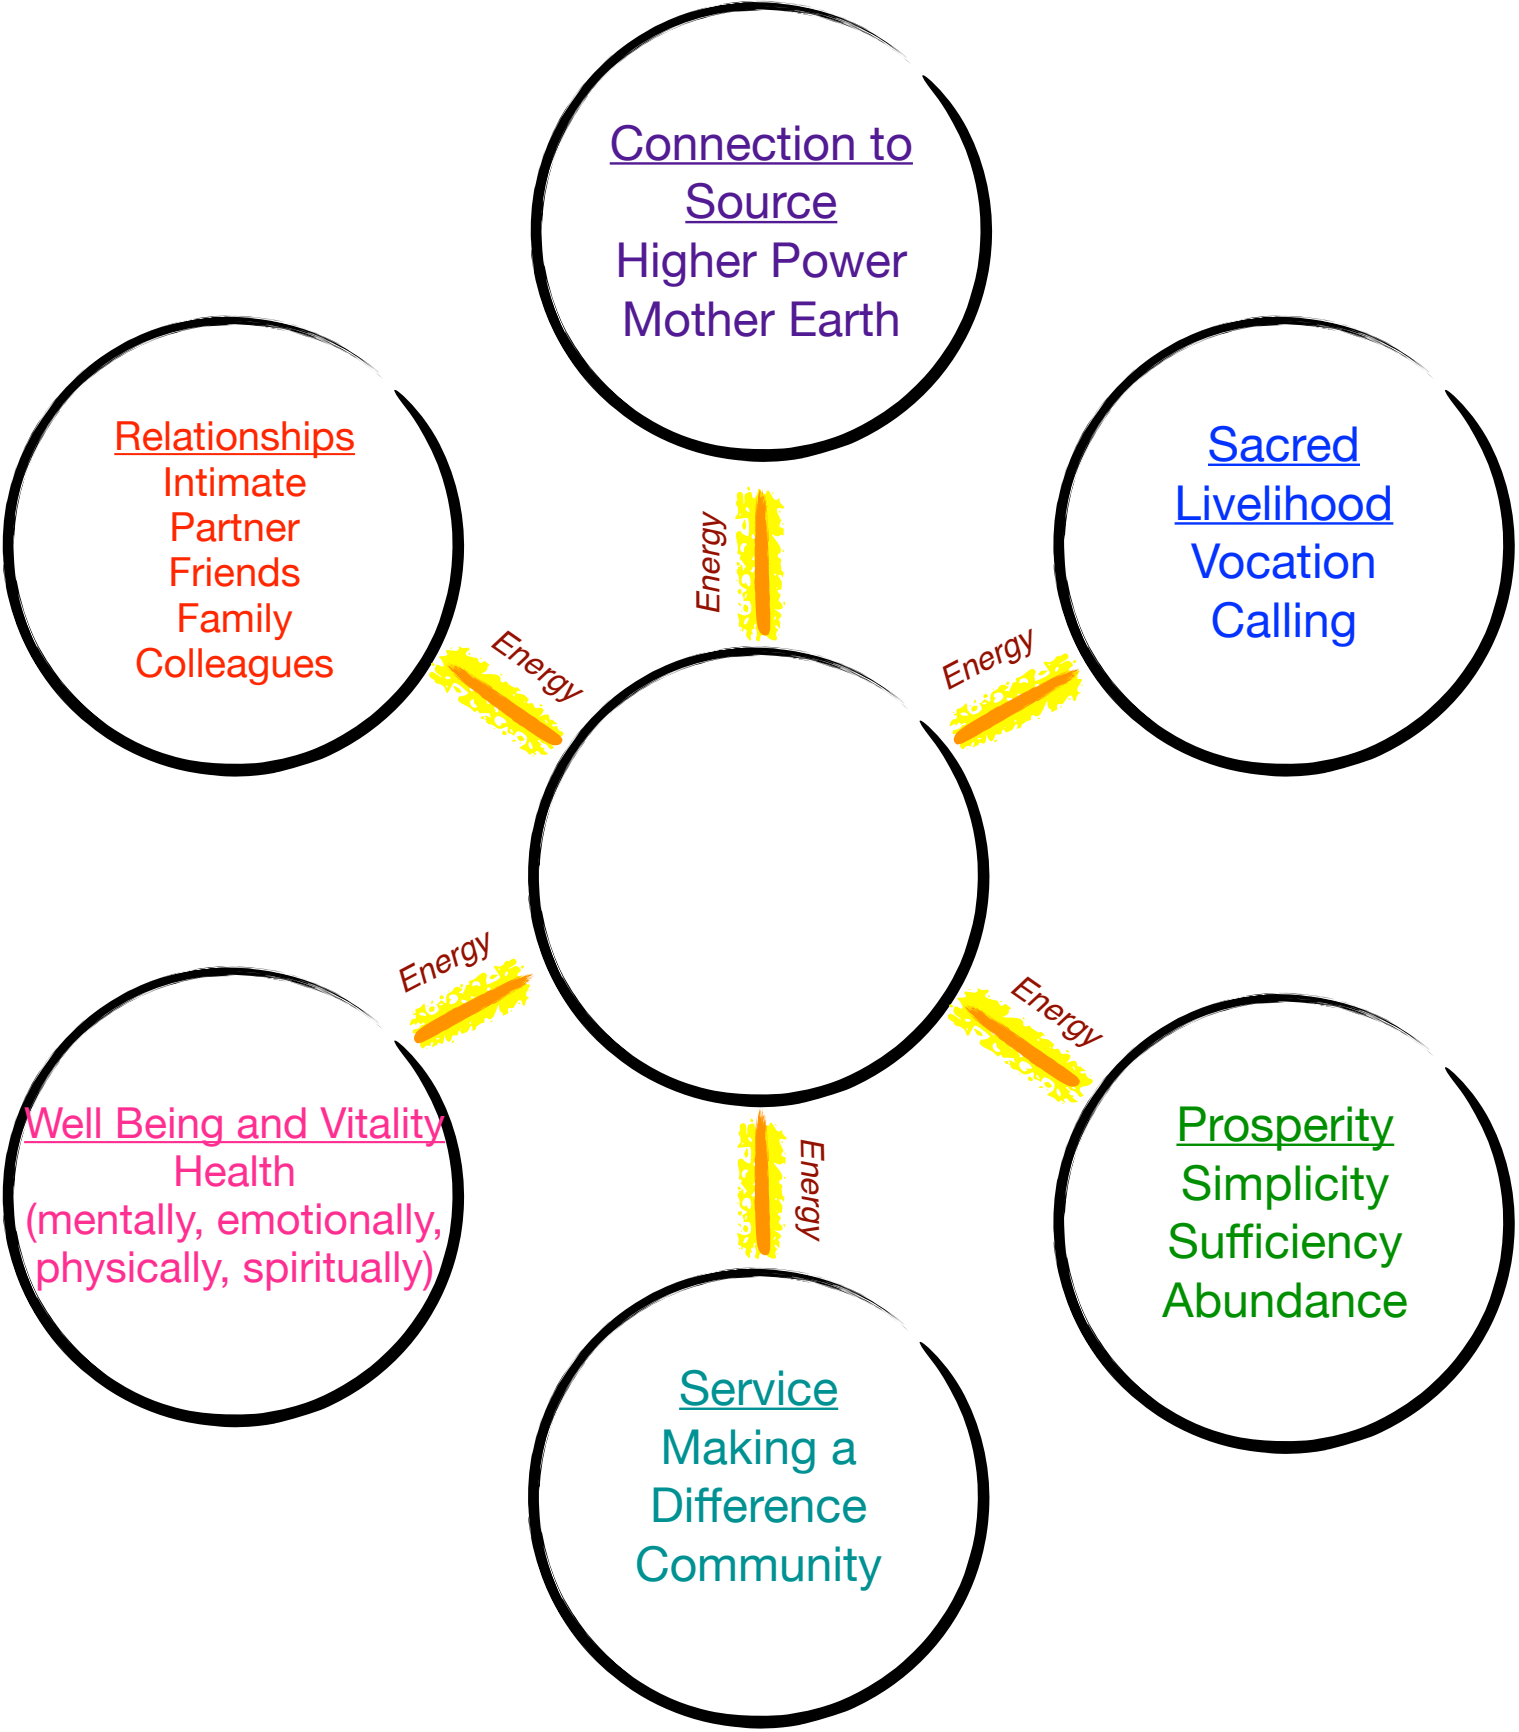 Connection to
Source
Higher Power
Mother Earth
Relationships
Intimate
Partner
Friends
Family
Colleagues
Sacred
Livelihood
Vocation
Calling
Energy
Energy
Energy
Energy
Energy
Energy
Well Being and Vitality
Health
(mentally, emotionally,
physically, spiritually)
Prosperity
Simplicity
Sufficiency
Abundance
Service
Making a
Difference
Community